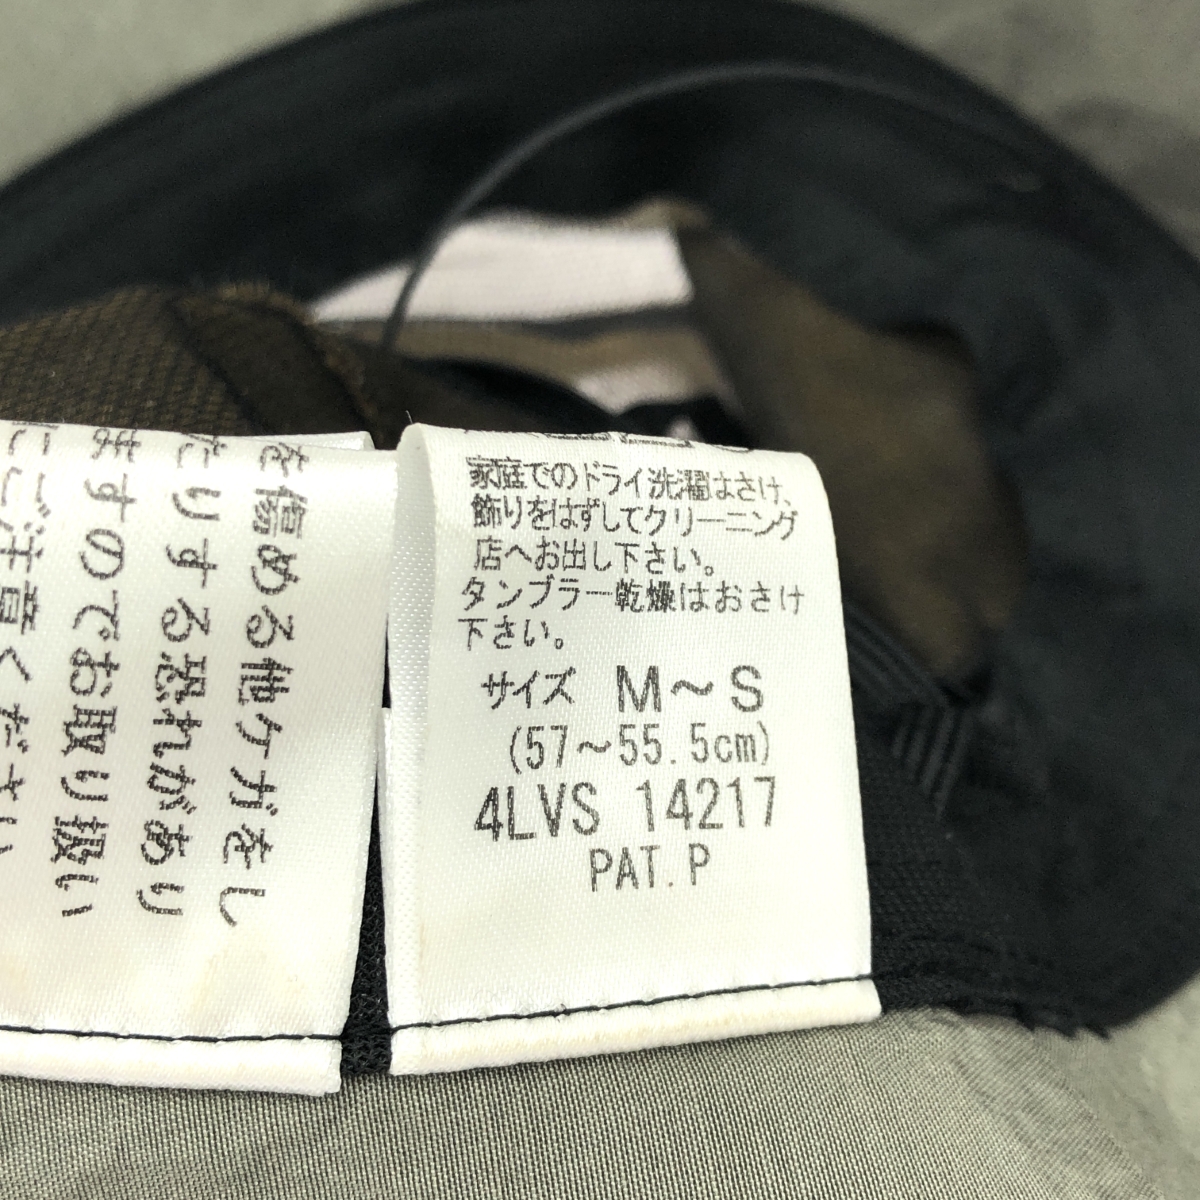 家庭でのドライ洗濯はさけ、
飾りをはずしてクリーニング
店へお出し下さい。
タンブラー乾燥はおさけ
下さい。
サイズ M～S
(57～55.5cm)
4LVS 14217
PAT.P
を傷める他ケガをし
たりする恐れがあり
ますのでお取り扱い
にご注意ください